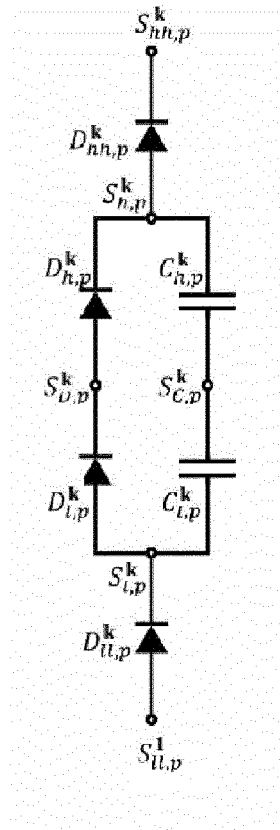 S^k_{hh,p}
D^k_{hh,p}
S^k_{h,p}
D^k_{h,p} C^k_{h,p}
S^k_{D,p} S^k_{C,p}
D^k_{l,p} C^k_{l,p}
S^k_{l,p}
D^k_{ll,p}
S^1_{ll,p}